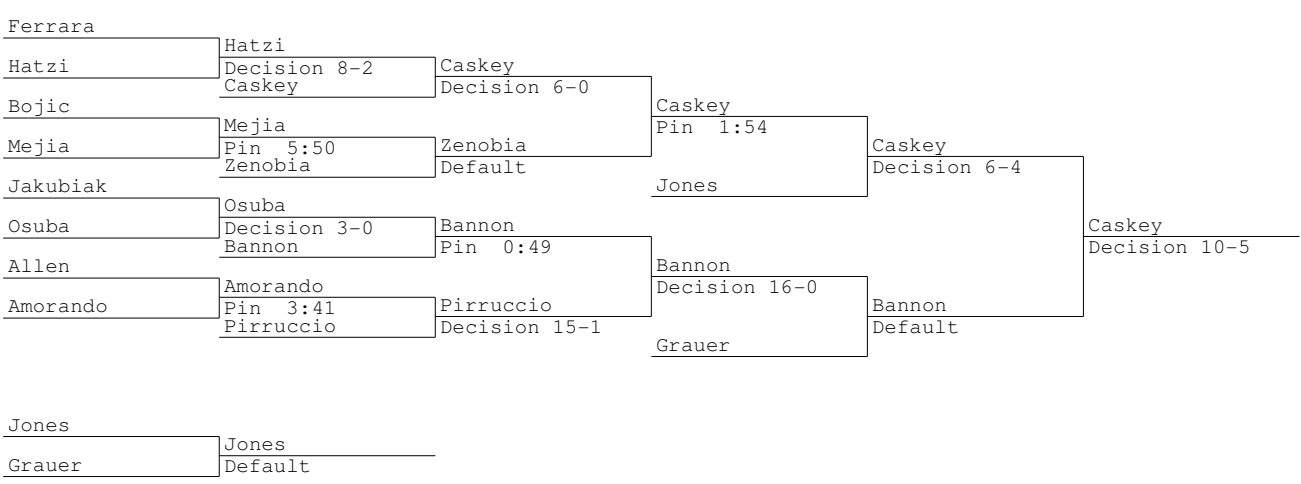 Ferrara
Hatzi
Hatzi
Decision 8-2
Caskey
Decision 6-0
Caskey
Bojic
Caskey
Pin 1:54
Mejia
Mejia
Pin 5:50
Zenobia
Default
Zenobia
Caskey
Decision 6-4
Jakubiak
Jones
Osuba
Osuba
Decision 3-0
Bannon
Pin 0:49
Bannon
Caskey
Decision 10-5
Allen
Bannon
Decision 16-0
Amorando
Amorando
Pin 3:41
Pirruccio
Decision 15-1
Pirruccio
Bannon
Default
Grauer
Jones
Jones
Default
Grauer